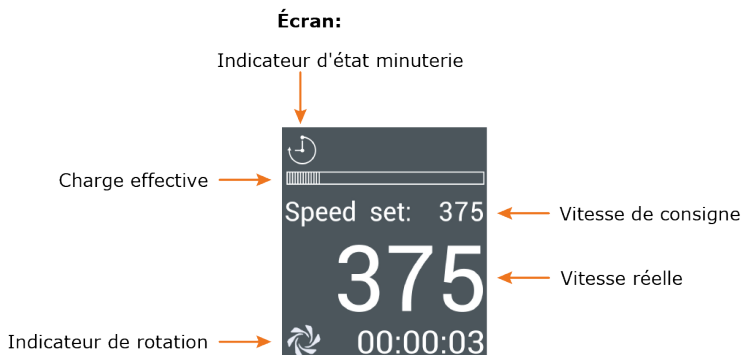 Écran:
Indicateur d'état minuterie
Charge effective
Speed set: 375
Vitesse de consigne
375
Vitesse réelle
Indicateur de rotation
00:00:03